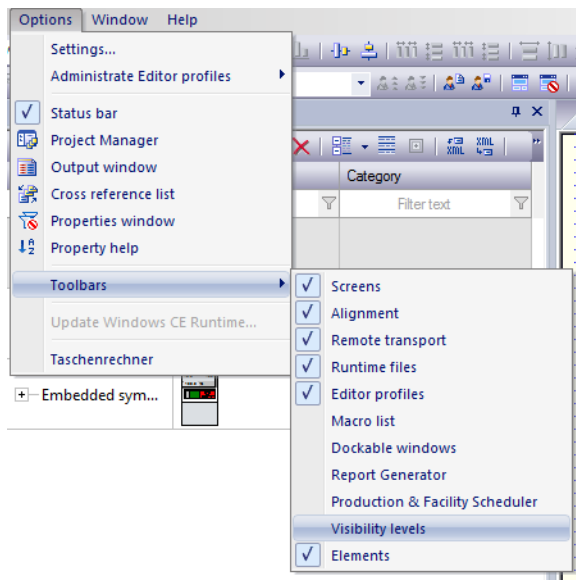 Options Window Help
Settings...
Administrate Editor profiles
Status bar
Project Manager
Output window
Cross reference list
Properties window
Property help
Toolbars
Update Windows CE Runtime...
Taschenrechner
XML XML
Category
Filter text
Embedded sym...
Screens
Alignment
Remote transport
Runtime files
Editor profiles
Macro list
Dockable windows
Report Generator
Production & Facility Scheduler
Visibility levels
Elements